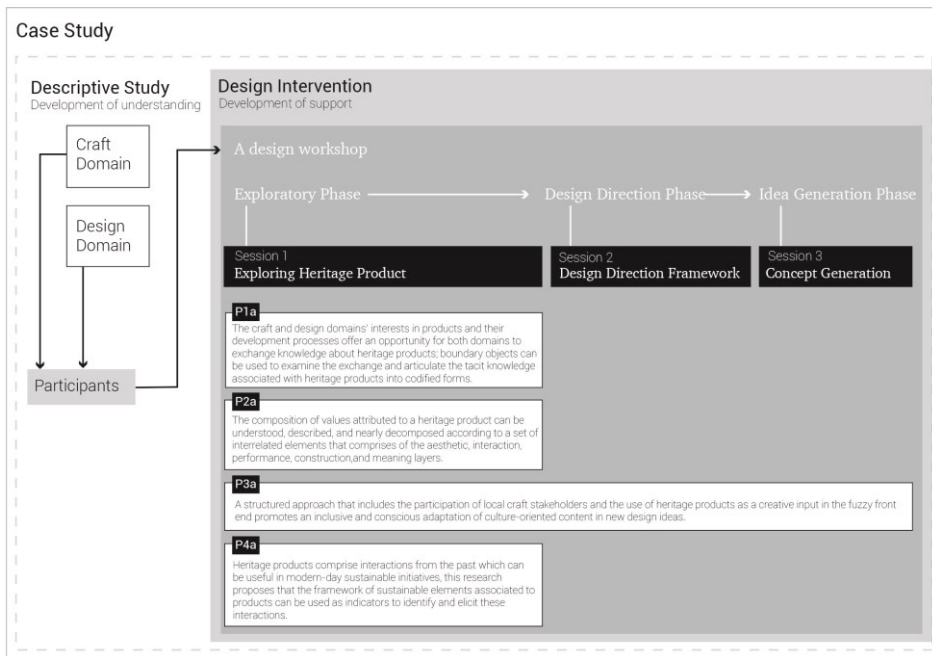 Case Study
Descriptive Study
Development of understanding
Craft
Domain
Design
Domain
Participants
Design Intervention
Development of support
A design workshop
Exploratory Phase
Design Direction Phase
Idea Generation Phase
Session 1
Exploring Heritage Product
Session 2
Design Direction Framework
Session 3
Concept Generation
P1a
The craft and design domains' interests in products and their
development processes offer an opportunity for both domains to
exchange knowledge about heritage products; boundary objects can
be used to examine the exchange and articulate the tacit knowledge
associated with heritage products into codified forms.
P2a
The composition of values attributed to a heritage product can be
understood, described, and nearly decomposed according to a set of
interrelated elements that comprises of the aesthetic, interaction,
performance, construction,and meaning layers.
P3a
A structured approach that includes the participation of local craft stakeholders and the use of heritage products as a creative input in the fuzzy front
end promotes an inclusive and conscious adaptation of culture-oriented content in new design ideas.
P4a
Heritage products comprise interactions from the past which can
be useful in modern-day sustainable initiatives, this research
proposes that the framework of sustainable elements associated to
products can be used as indicators to identify and elicit these
interactions.